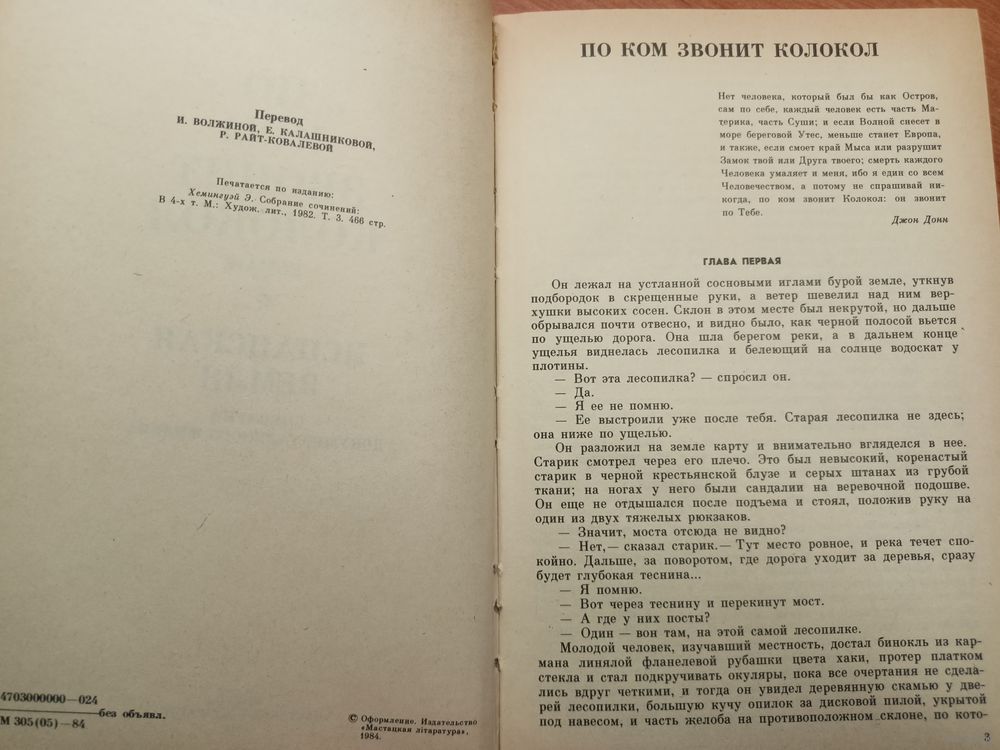 Перевод
И. ВОЛЖИНОЙ, Е. КАЛАШНИКОВОЙ,
Р. РАЙТ-КОВАЛЕВОЙ
Печатается по изданию:
Хемингуэй Э. Собрание сочинений:
В 4-х т. М.: Худож. лит., 1982. Т. 3. 466 стр.
4703000000—024
М 305(05)—84
без объявл.
© Оформление. Издательство
«Мастацкая літаратура»,
1984.
ПО КОМ ЗВОНИТ КОЛОКОЛ
Нет человека, который был бы как Остров,
сам по себе, каждый человек есть часть Ма-
терика, часть Суши; и если Волной снесет в
море береговой Утес, меньше станет Европа,
и также, если смоет край Мыса или разрушит
Замок твой или Друга твоего; смерть каждого
Человека умаляет и меня, ибо я един со всем
Человечеством, а потому не спрашивай ни-
когда, по ком звонит Колокол: он звонит
по Тебе.
Джон Донн
ГЛАВА ПЕРВАЯ
Он лежал на устланной сосновыми иглами бурой земле, уткнув
подбородок в скрещенные руки, а ветер шевелил над ним вер-
хушки высоких сосен. Склон в этом месте был некрутой, но дальше
обрывался почти отвесно, и видно было, как черной полосой вьется
по ущелью дорога. Она шла берегом реки, а в дальнем конце
ущелья виднелась лесопилка и белеющий на солнце водоскат у
плотины.
— Вот эта лесопилка? — спросил он.
— Да.
— Я ее не помню.
— Ее выстроили уже после тебя. Старая лесопилка не здесь;
она ниже по ущелью.
Он разложил на земле карту и внимательно вгляделся в нее.
Старик смотрел через его плечо. Это был невысокий, коренастый
старик в черной крестьянской блузе и серых штанах из грубой
ткани; на ногах у него были сандалии на веревочной подошве.
Он еще не отдышался после подъема и стоял, положив руку на
один из двух тяжелых рюкзаков.
— Значит, моста отсюда не видно?
— Нет,— сказал старик.— Тут место ровное, и река течет спо-
койно. Дальше, за поворотом, где дорога уходит за деревья, сразу
будет глубокая теснина...
— Я помню.
— Вот через теснину и перекинут мост.
— А где у них посты?
— Один — вон там, на этой самой лесопилке.
Молодой человек, изучавший местность, достал бинокль из кар-
мана линялой фланелевой рубашки цвета хаки, протер платком
стекла и стал подкручивать окуляры, пока все очертания не сдела-
лись вдруг четкими, и тогда он увидел деревянную скамью у две-
рей лесопилки, большую кучу опилок за дисковой пилой, укрытой
под навесом, и часть желоба на противоположном склоне, по кото-
3